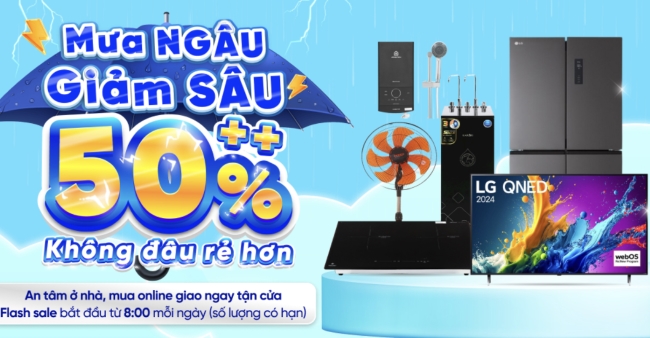 Mưa NGÂU
Giảm SÂU
50%++
Không đâu rẻ hơn
An tâm ở nhà, mua online giao ngay tận cửa
Flash sale bắt đầu từ 8:00 mỗi ngày (số lượng có hạn)
LG QNED
2024
webOS